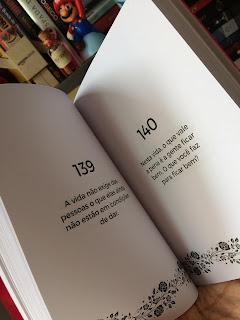 139
A vida não exige das
pessoas o que elas ainda
não estão em condições
de dar.
140
Nesta vida, o que vale
a pena é a gente ficar
bem. O que você faz
para ficar bem?